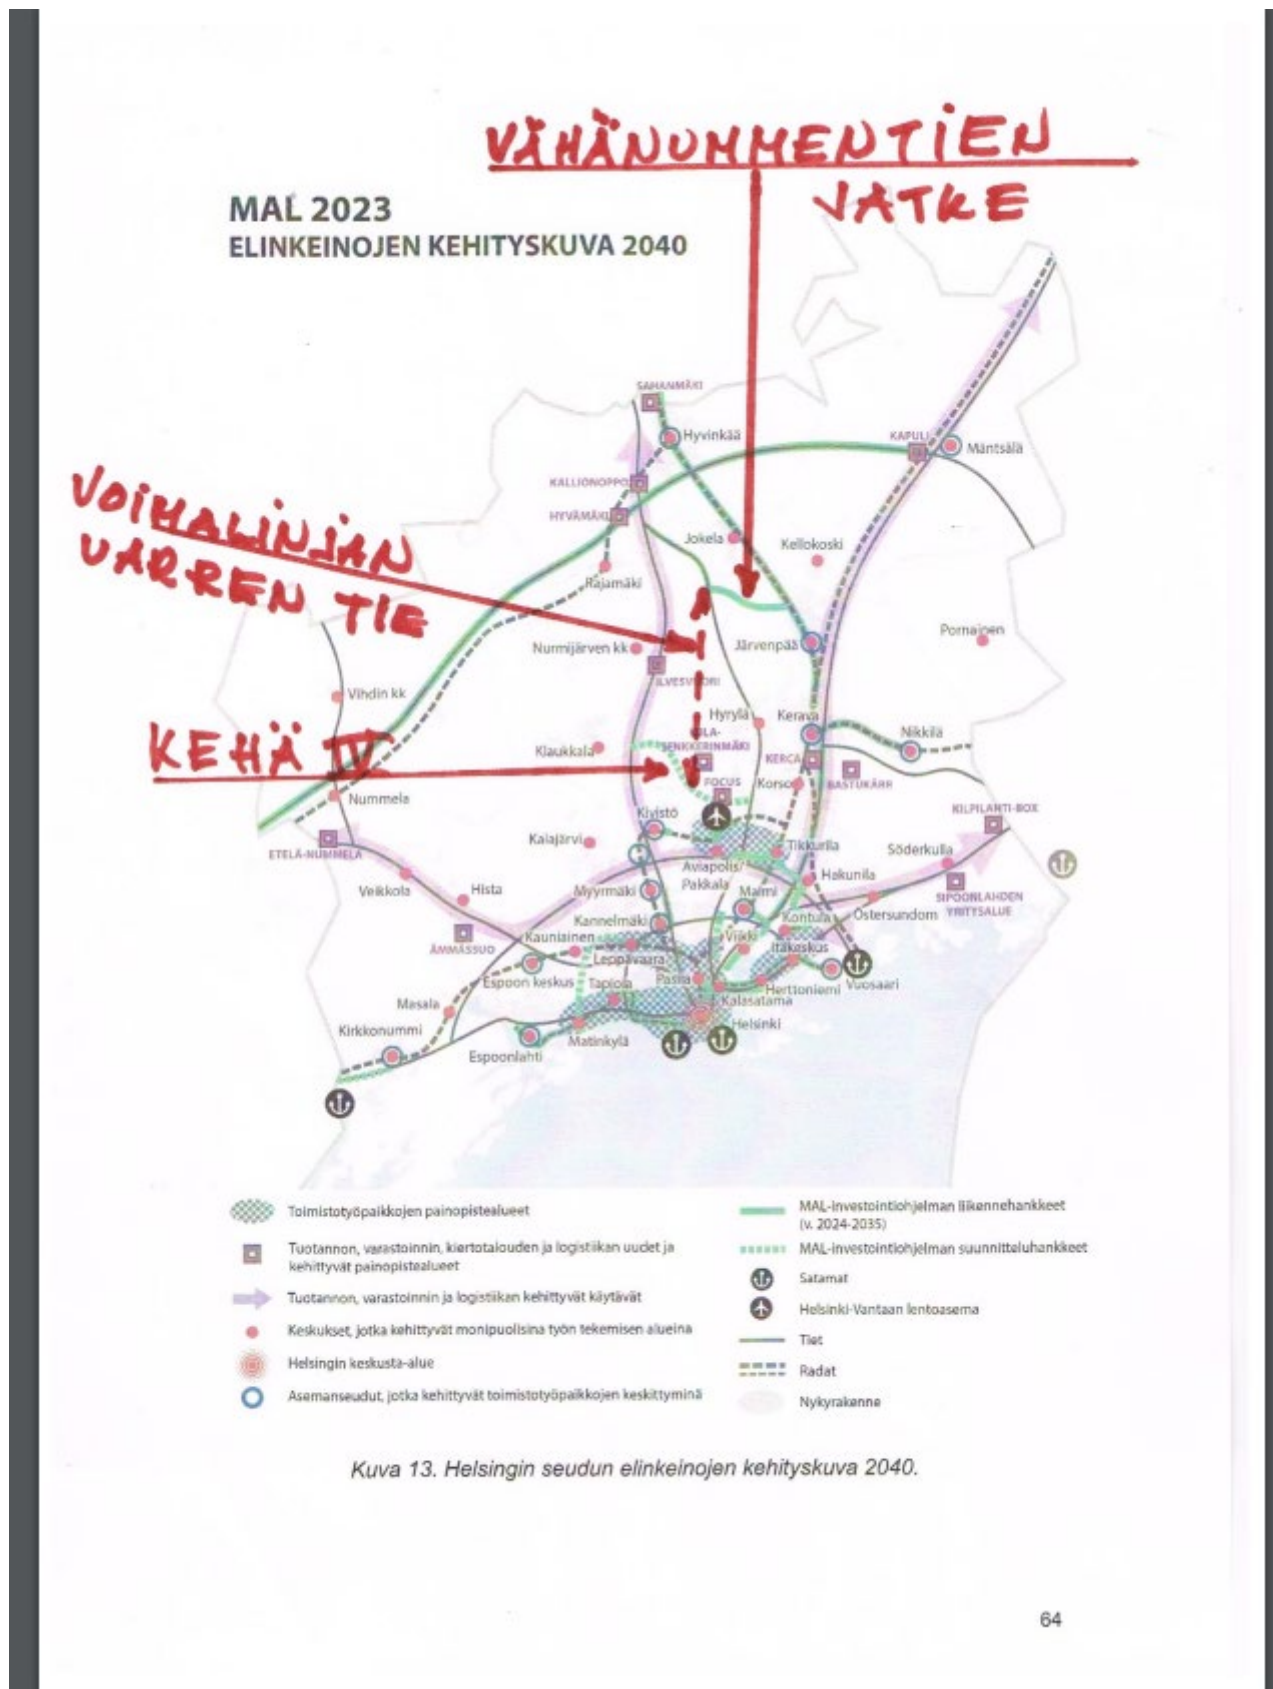 VÄHÄNUMMENTIEN
JATKE
MAL 2023
ELINKEINOJEN KEHITYSKUVA 2040
SAHANMÄKI
Hyvinkää
KAPULI
Mäntsälä
KALLIONOPPO
HYVÄMÄKI
VOIMALINJAN
VARREN TIE
Jokela
Kellokoski
Rajamäki
Pornainen
Nurmijärven kk
Järvenpää
Vihdin kk
Hyrylä
Kerava
Nikkilä
KEHÄ IV
Klaukkala
SENKKERINMÄKI
KERCA
FOCUS
Korso
BASTUKÄRR
Nummela
KILPILAHTI-BOX
Kivistö
ETELÄ-NUMMELA
Kalajärvi
Tikkurila
Söderkulla
Aviapolis/
Pakkala
Hakunila
Veikkola
Hista
Myyrmäki
Malmi
SIPOONLAHDEN
YRITYSALUE
Kannelmäki
Kontula
Östersundom
ÄMMÄSSUO
Kauniainen
Viikki
Itäkeskus
Leppävaara
Espoon keskus
Tapiola
Pasila
Herttoniemi
Vuosaari
Masala
Kalasatama
Kirkkonummi
Helsinki
Matinkylä
Espoonlahti
Toimistotyöpaikkojen painopistealueet
Tuotannon, varastoinnin, kiertotalouden ja logistiikan uudet ja
kehittyvät painopistealueet
Tuotannon, varastoinnin ja logistiikan kehittyvät käytävät
Keskukset, jotka kehittyvät monipuolisina työn tekemisen alueina
Helsingin keskusta-alue
Asemanseudut, jotka kehittyvät toimistotyöpaikkojen keskittyminä
MAL-investointiohjelman liikennehankkeet
(v. 2024-2035)
MAL-investointiohjelman suunnitteluhankkeet
Satamat
Helsinki-Vantaan lentoasema
Tiet
Radat
Nykyrakenne
Kuva 13. Helsingin seudun elinkeinojen kehityskuva 2040.
64